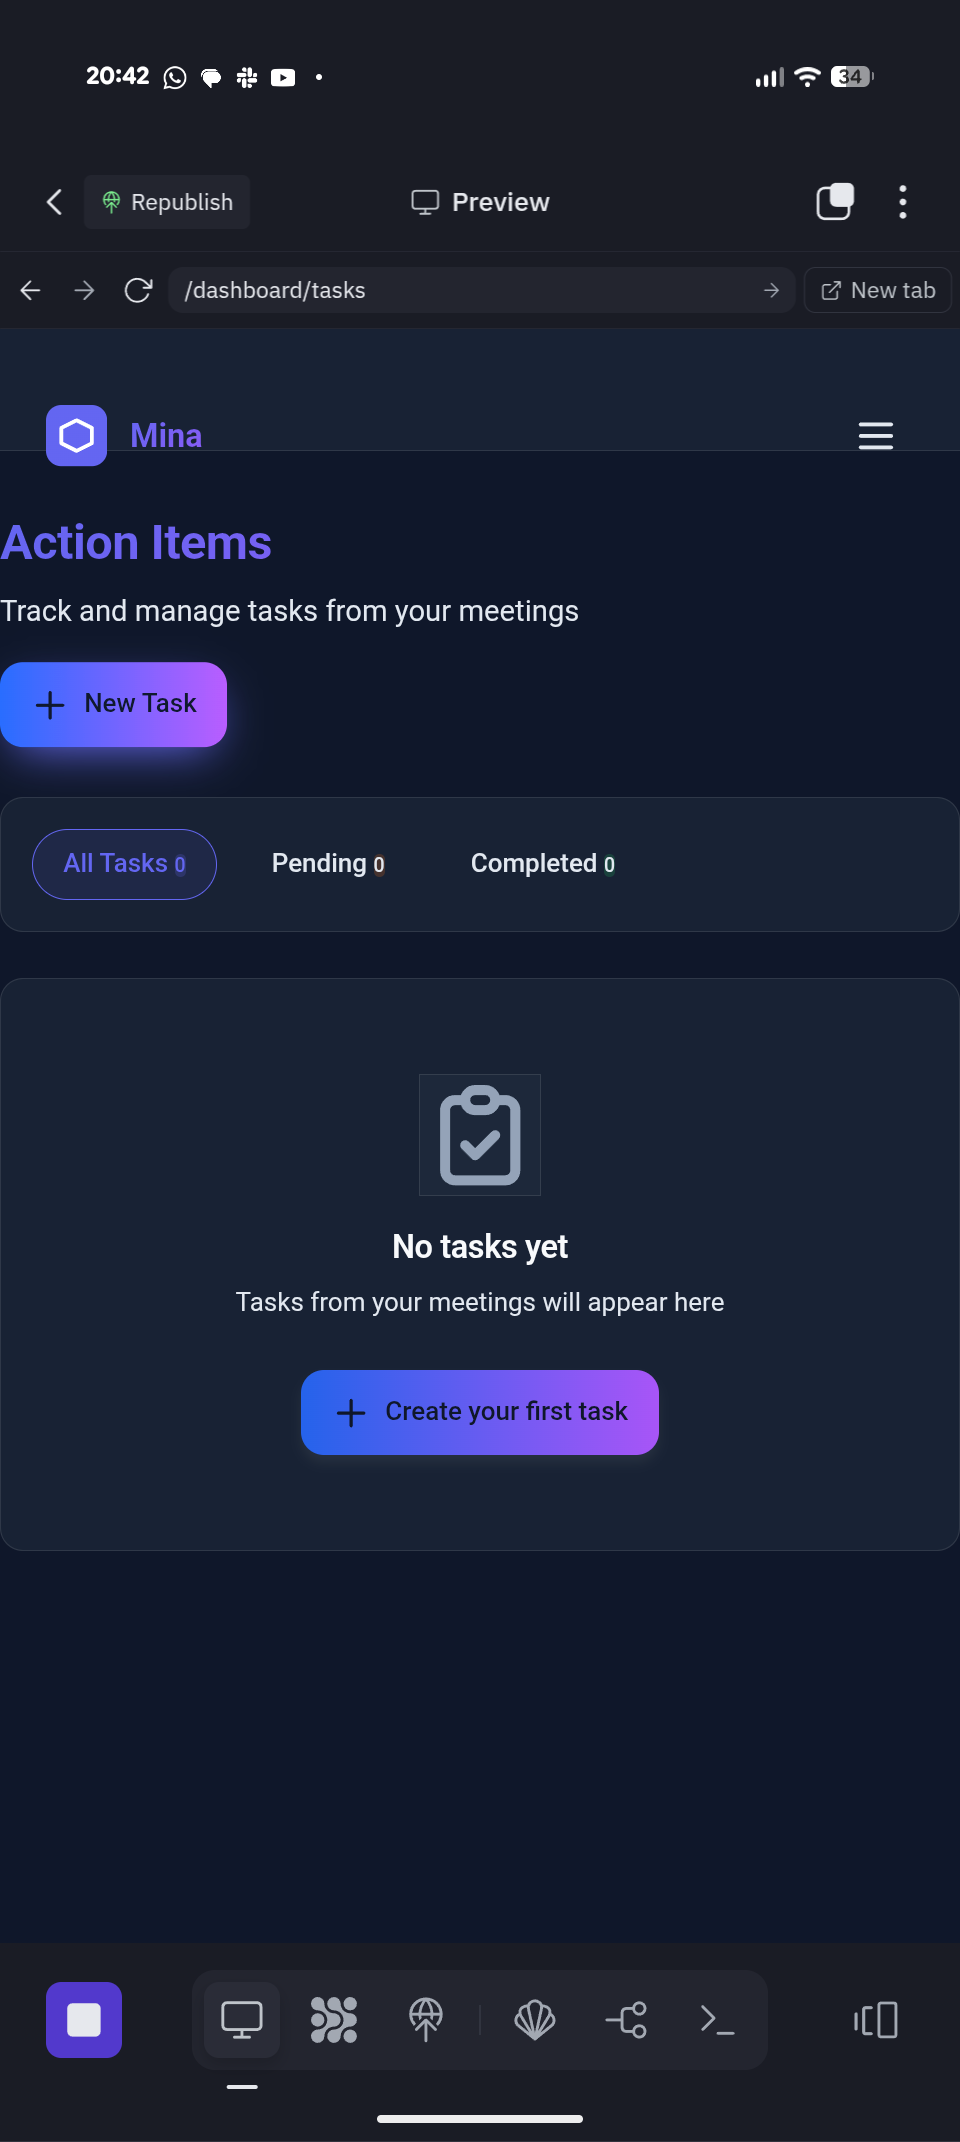 20:42
34
Republish
Preview
/dashboard/tasks
New tab
Mina
Action Items
Track and manage tasks from your meetings
New Task
All Tasks 0
Pending 0
Completed 0
No tasks yet
Tasks from your meetings will appear here
Create your first task